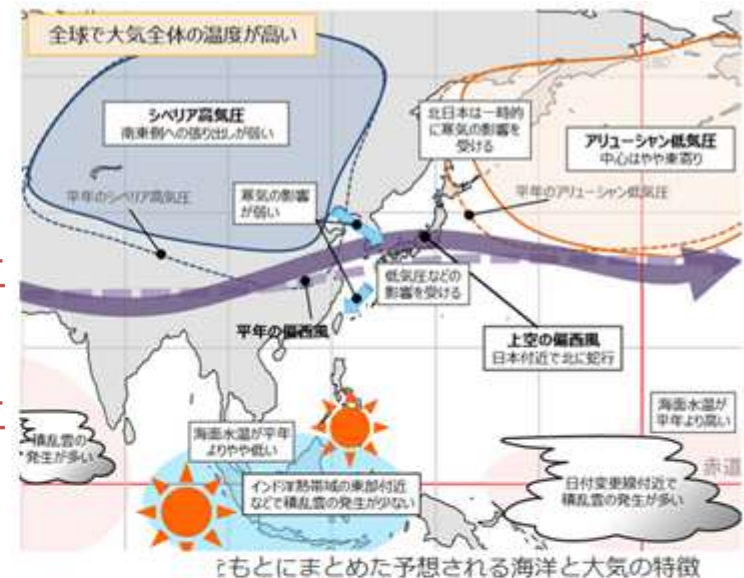 全球で大気全体の温度が高い
シベリア高気圧
南東側への張り出しが弱い
北日本は一時的
に寒気の影響を
受ける
アリューシャン低気圧
中心はやや東寄り
平年のシベリア高気圧
寒気の影響
が弱い
平年のアリューシャン低気圧
低気圧などの
影響を受ける
平年の偏西風
上空の偏西風
日本付近で北に蛇行
海面水温が
平年より高い
積乱雲の
発生が多い
海面水温が平年
よりやや低い
インド洋熱帯域の東部付近
などで積乱雲の発生が少ない
日付変更線付近で
積乱雲の発生が多い
赤道
もとにまとめた予想される海洋と大気の特徴